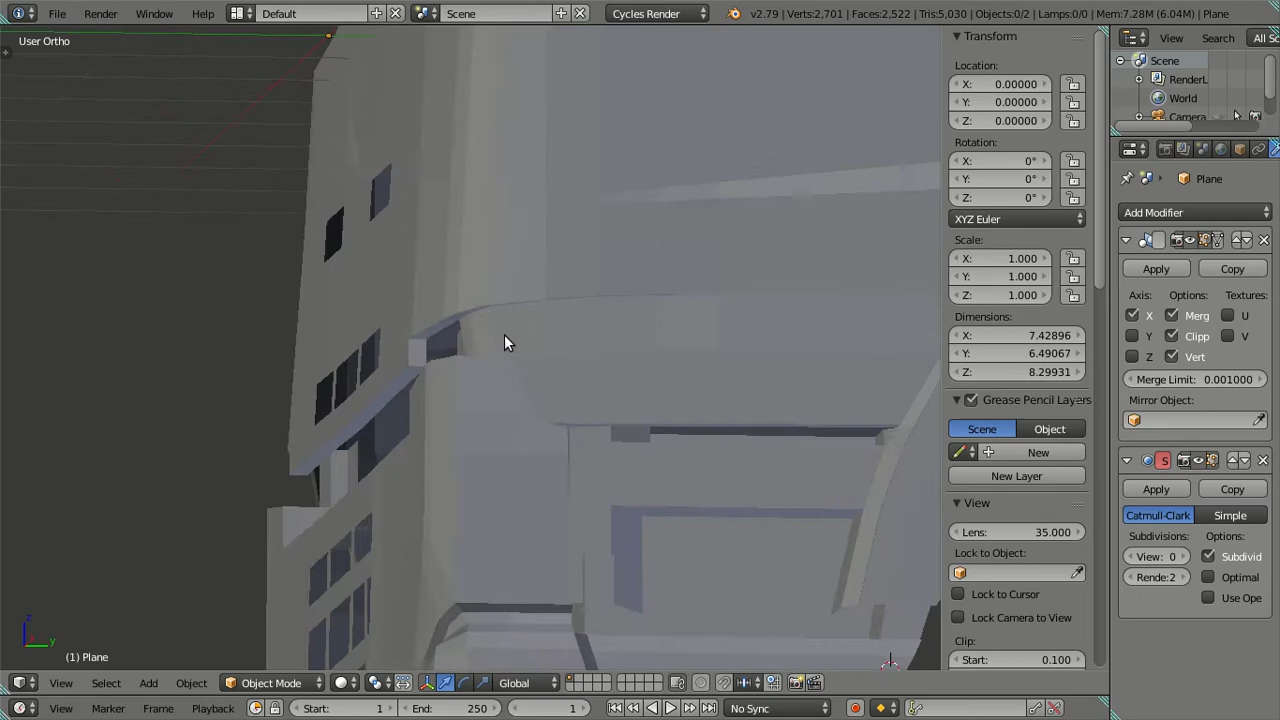 File Render Window Help Default Scene Cycles Render v2.79 | Verts:2,701 | Faces:2,522 | Tris:5,030 | Objects:0/2 | Lamps:0/0 | Mem:7.28M (6.04M) | Plane
User Ortho
Transform
View Search All Sc
Scene
RenderL
World
Camera
Location:
X: 0.00000
Y: 0.00000
Z: 0.00000
Rotation:
X: 0°
Y: 0°
Z: 0°
XYZ Euler
Scale:
X: 1.000
Y: 1.000
Z: 1.000
Dimensions:
X: 7.42896
Y: 6.49067
Z: 8.29931
Grease Pencil Layers
Scene Object
New
New Layer
View
Lens: 35.000
Lock to Object:
Lock to Cursor
Lock Camera to View
Clip:
Start: 0.100
Plane
Add Modifier
Apply Copy
Axis: Options: Textures:
X Merg U
Y Clipp V
Z Vert
Merge Limit: 0.001000
Mirror Object:
S
Apply Copy
Catmull-Clark Simple
Subdivisions: Options:
View: 0 Subdivid
Rende:2 Optimal
Use Ope
z
y
(1) Plane
View Select Add Object Object Mode Global
View Marker Frame Playback Start: 1 End: 250 1 No Sync